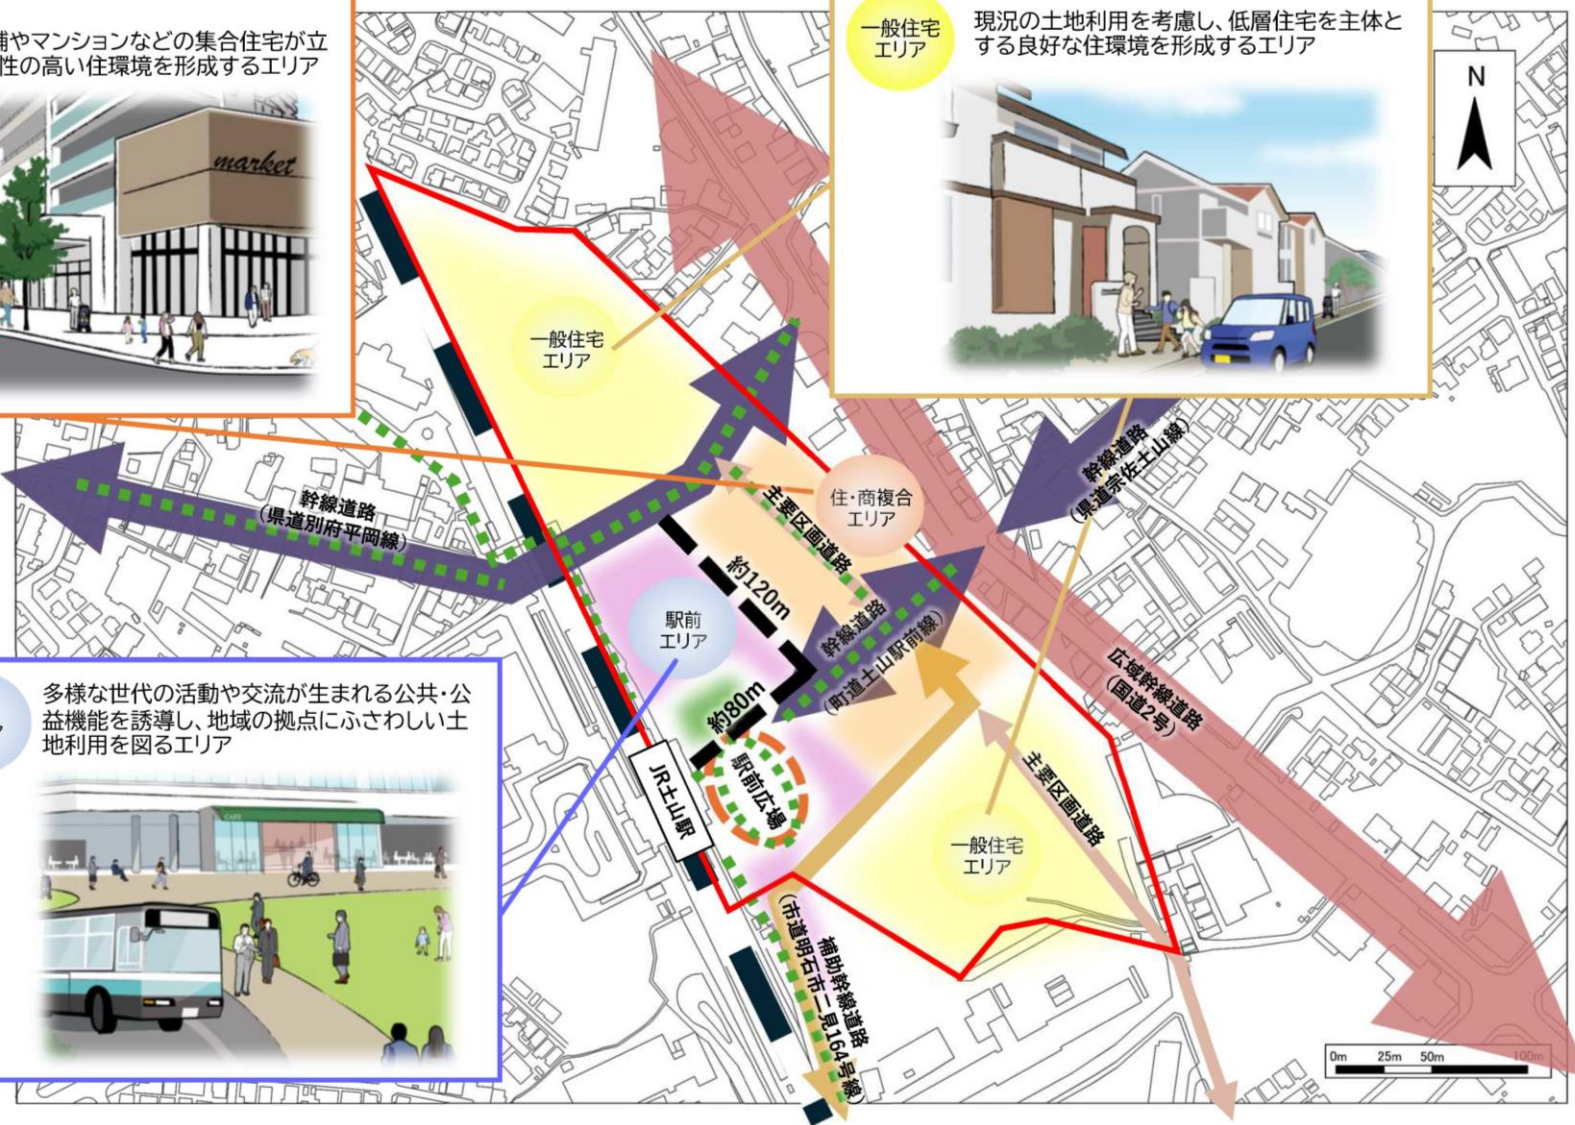 舗やマンションなどの集合住宅が立
性の高い住環境を形成するエリア
market
一般住宅
エリア
現況の土地利用を考慮し、低層住宅を主体と
する良好な住環境を形成するエリア
N
一般住宅
エリア
幹線道路
(県道別府平岡線)
主要区画道路
住・商複合
エリア
幹線道路
(県道宗佐土山線)
約120m
駅前
エリア
幹線道路
(町道土山駅前線)
約80m
広域幹線道路
(国道2号)
多様な世代の活動や交流が生まれる公共・公
益機能を誘導し、地域の拠点にふさわしい土
地利用を図るエリア
CAFE
JR土山駅
駅前広場
主要区画道路
一般住宅
エリア
補助幹線道路
(市道明石市二見164号線)
0m 25m 50m 100m